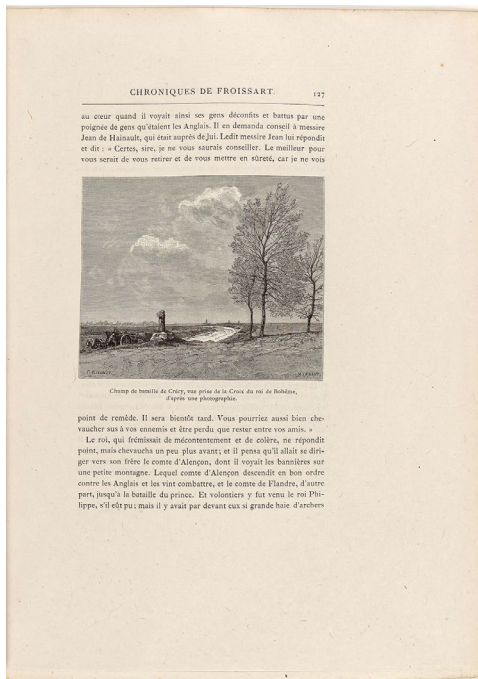 CHRONIQUES DE FROISSART. 127
au cœur quand il voyait ainsi ses gens déconfits et battus par une
poignée de gens qu'étaient les Anglais. Il en demanda conseil à messire
Jean de Hainault, qui était auprès de lui. Ledit messire Jean lui répondit
et dit : « Certes, sire, je ne vous saurais conseiller. Le meilleur pour
vous serait de vous retirer et de vous mettre en sûreté, car je ne vois
Champ de bataille de Crécy, vue prise de la Croix du roi de Bohême,
d'après une photographie.
point de remède. Il sera bientôt tard. Vous pourriez aussi bien che-
vaucher sus à vos ennemis et être perdu que rester entre vos amis. »
Le roi, qui frémissait de mécontentement et de colère, ne répondit
point, mais chevaucha un peu plus avant ; et il pensa qu'il allait se diri-
ger vers son frère le comte d'Alençon, dont il voyait les bannières sur
une petite montagne. Lequel comte d'Alençon descendit en bon ordre
contre les Anglais et les vint combattre, et le comte de Flandre, d'autre
part, jusqu'à la bataille du prince. Et volontiers y fut venu le roi Phi-
lippe, s'il eût pu ; mais il y avait par devant eux si grande haie d'archers